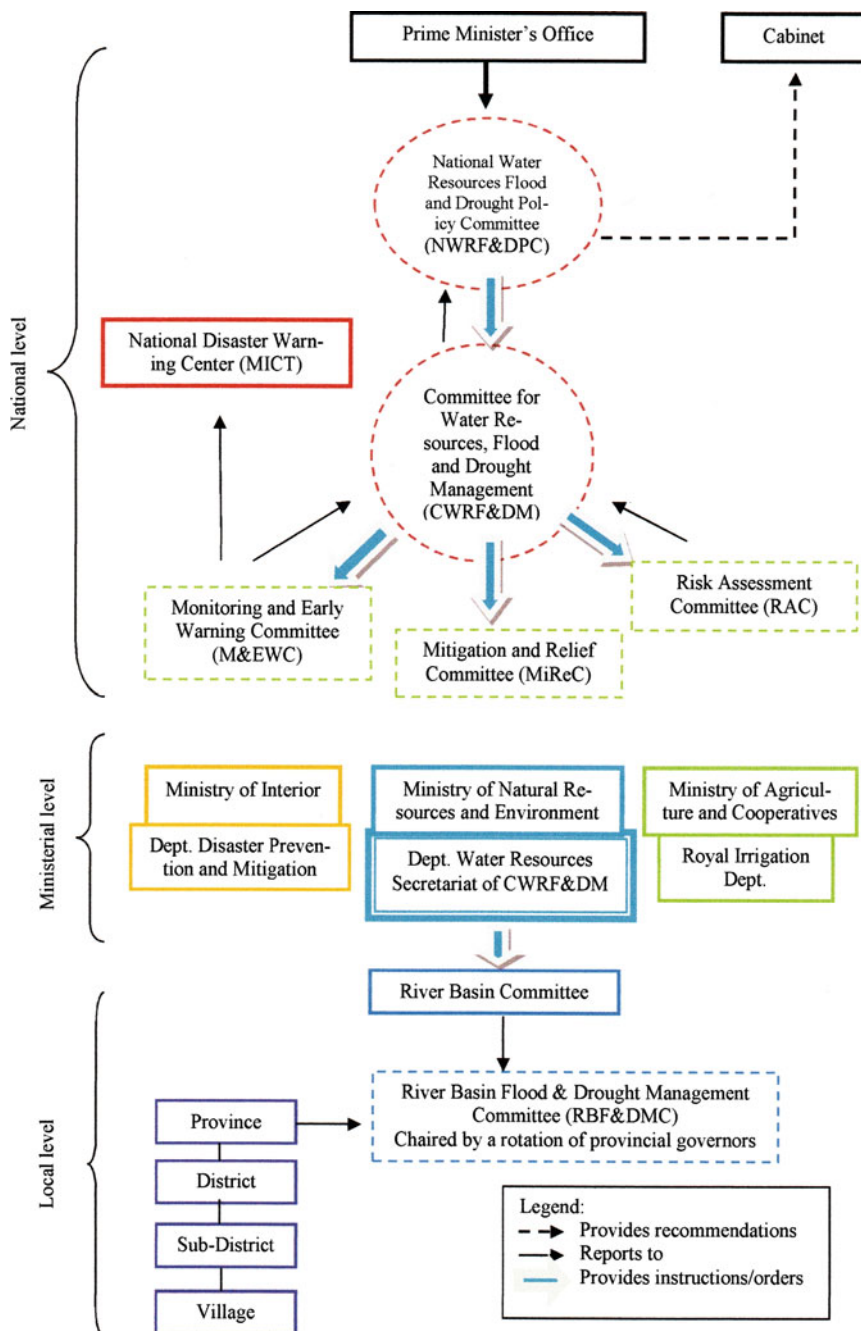 Prime Minister's Office
Cabinet
National level
National Water
Resources Flood
and Drought Pol-
icy Committee
(NWRF&DPC)
National Disaster Warn-
ing Center (MICT)
Committee for
Water Re-
sources, Flood
and Drought
Management
(CWRF&DM)
Monitoring and Early
Warning Committee
(M&EWC)
Mitigation and Relief
Committee (MiReC)
Risk Assessment
Committee (RAC)
Ministerial level
Ministry of Interior
Dept. Disaster Preven-
tion and Mitigation
Ministry of Natural Re-
sources and Environment
Dept. Water Resources
Secretariat of CWRF&DM
Ministry of Agricul-
ture and Cooperatives
Royal Irrigation
Dept.
Local level
River Basin Committee
River Basin Flood & Drought Management
Committee (RBF&DMC)
Chaired by a rotation of provincial governors
Province
District
Sub-District
Village
Legend:
Provides recommendations
Reports to
Provides instructions/orders